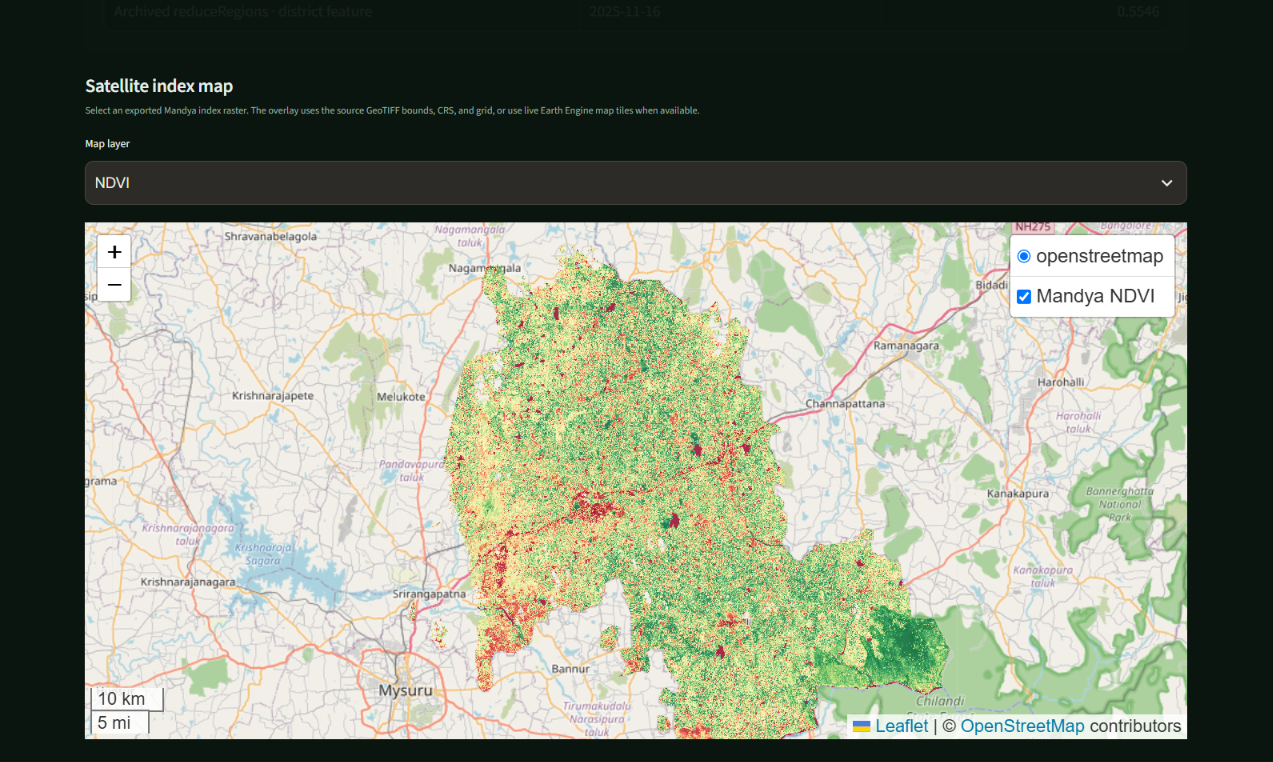 Archived reduceRegions · district feature 2025-11-16 0.5546
Satellite index map
Select an exported Mandya index raster. The overlay uses the source GeoTIFF bounds, CRS, and grid, or use live Earth Engine map tiles when available.
Map layer
NDVI
+
−
openstreetmap
Mandya NDVI
NH275
Bangalore
Shravanabelagola
Nagamangala
taluk
Nagamangala
Bidadi
Ramanagara
Krishnarajapete
Melukote
Channapattana
Harohalli
Harohalli
taluk
Pandavapura
taluk
grama
Kanakapura
Bannerghatta
National
Park
Krishnarajanagara
taluk
Krishnaraja
Sagara
Kanakapura
taluk
Krishnarajanagara
Srirangapatna
Bannur
Mysuru
Tirumakudalu
Narasipura
taluk
Chilandi
10 km
5 mi
Leaflet | © OpenStreetMap contributors